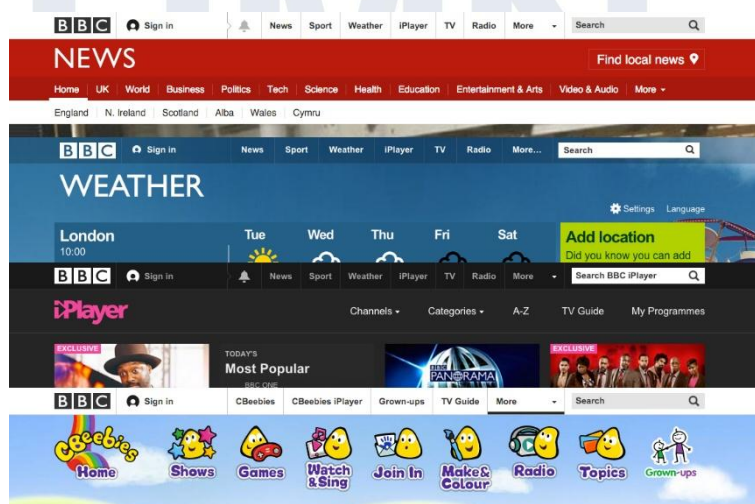 BBC Sign in News Sport Weather iPlayer TV Radio More Search
NEWS Find local news
Home UK World Business Politics Tech Science Health Education Entertainment & Arts Video & Audio More
England N. Ireland Scotland Alba Wales Cymru
BBC Sign in News Sport Weather iPlayer TV Radio More... Search
WEATHER
Settings Language
London Tue Wed Thu Fri Sat Add location
10:00 Did you know you can add
BBC Sign in News Sport Weather iPlayer TV Radio More Search BBC iPlayer
iPlayer Channels Categories A-Z TV Guide My Programmes
EXCLUSIVE TODAY'S BBC PANORAMA EXCLUSIVE
Most Popular
BBC ONE
BBC Sign in CBeebies CBeebies iPlayer Grown-ups TV Guide More Search
CBeebies
Home Shows Games Watch & Sing Join In Make & Colour Radio Topics Grown-ups